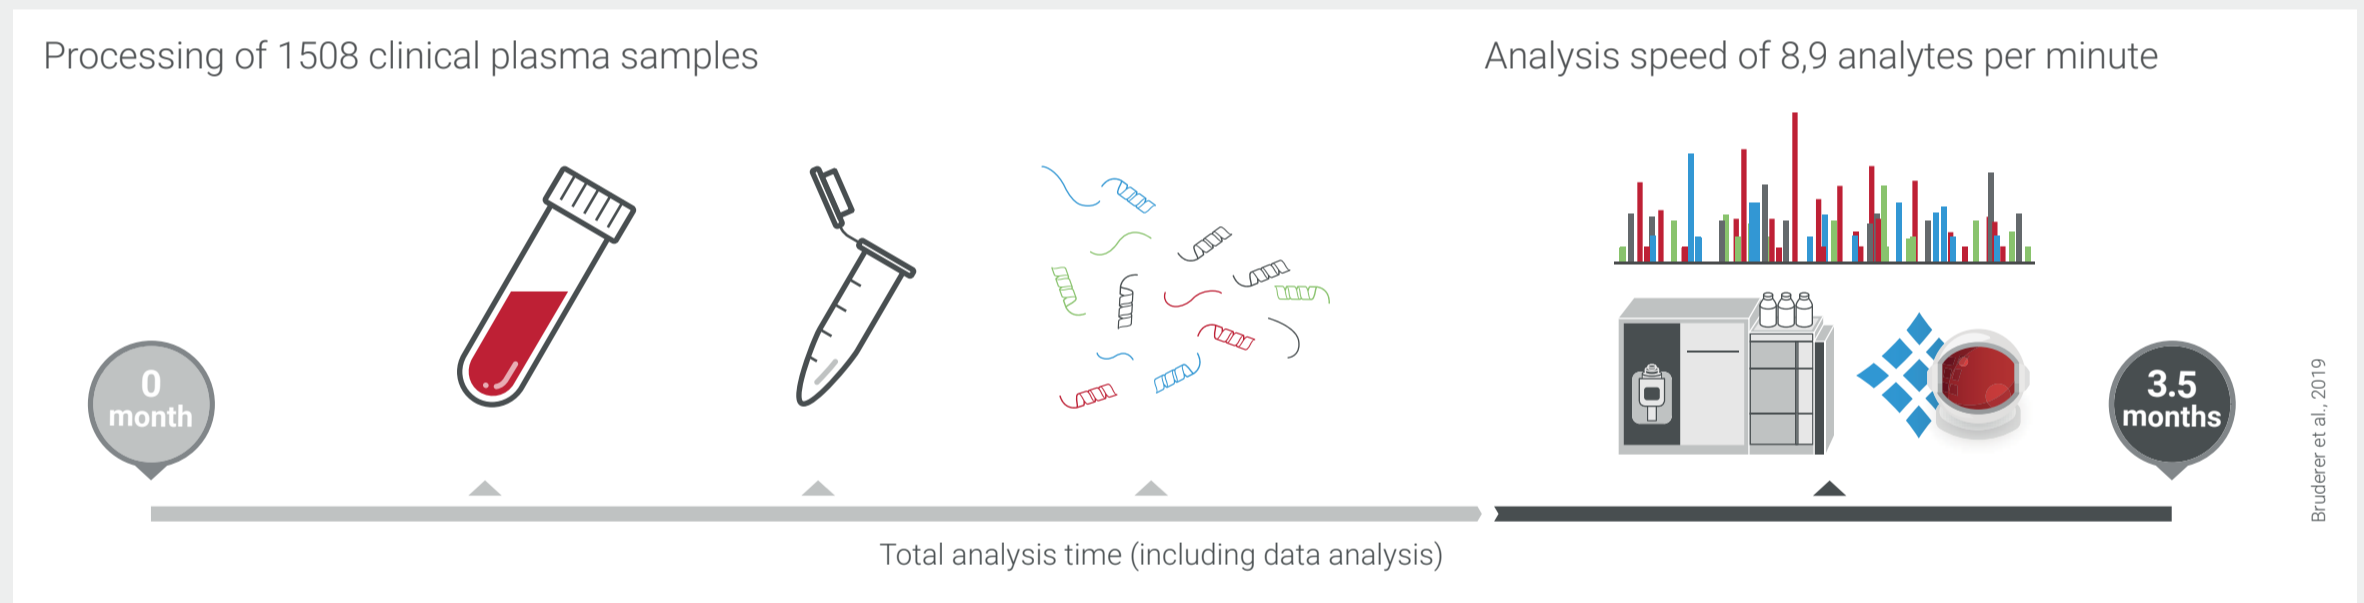 Processing of 1508 clinical plasma samples
Analysis speed of 8,9 analytes per minute
0
month
3.5
months
Total analysis time (including data analysis)
Bruderer et al., 2019